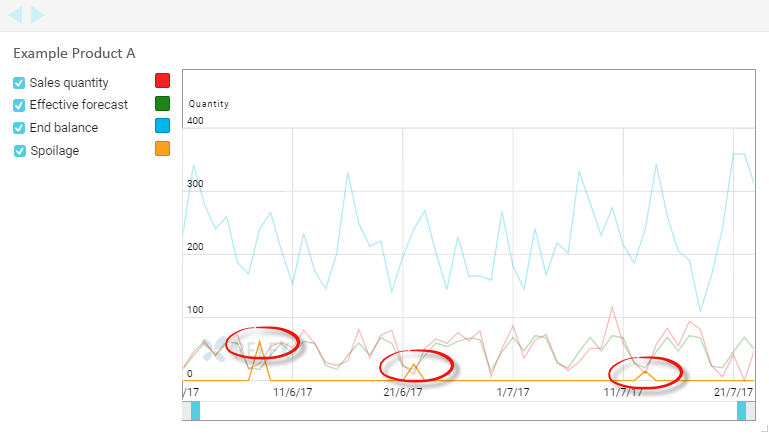 Example Product A
Sales quantity
Effective forecast
End balance
Spoilage
Quantity
400
300
200
100
0
/17 11/6/17 21/6/17 1/7/17 11/7/17 21/7/17